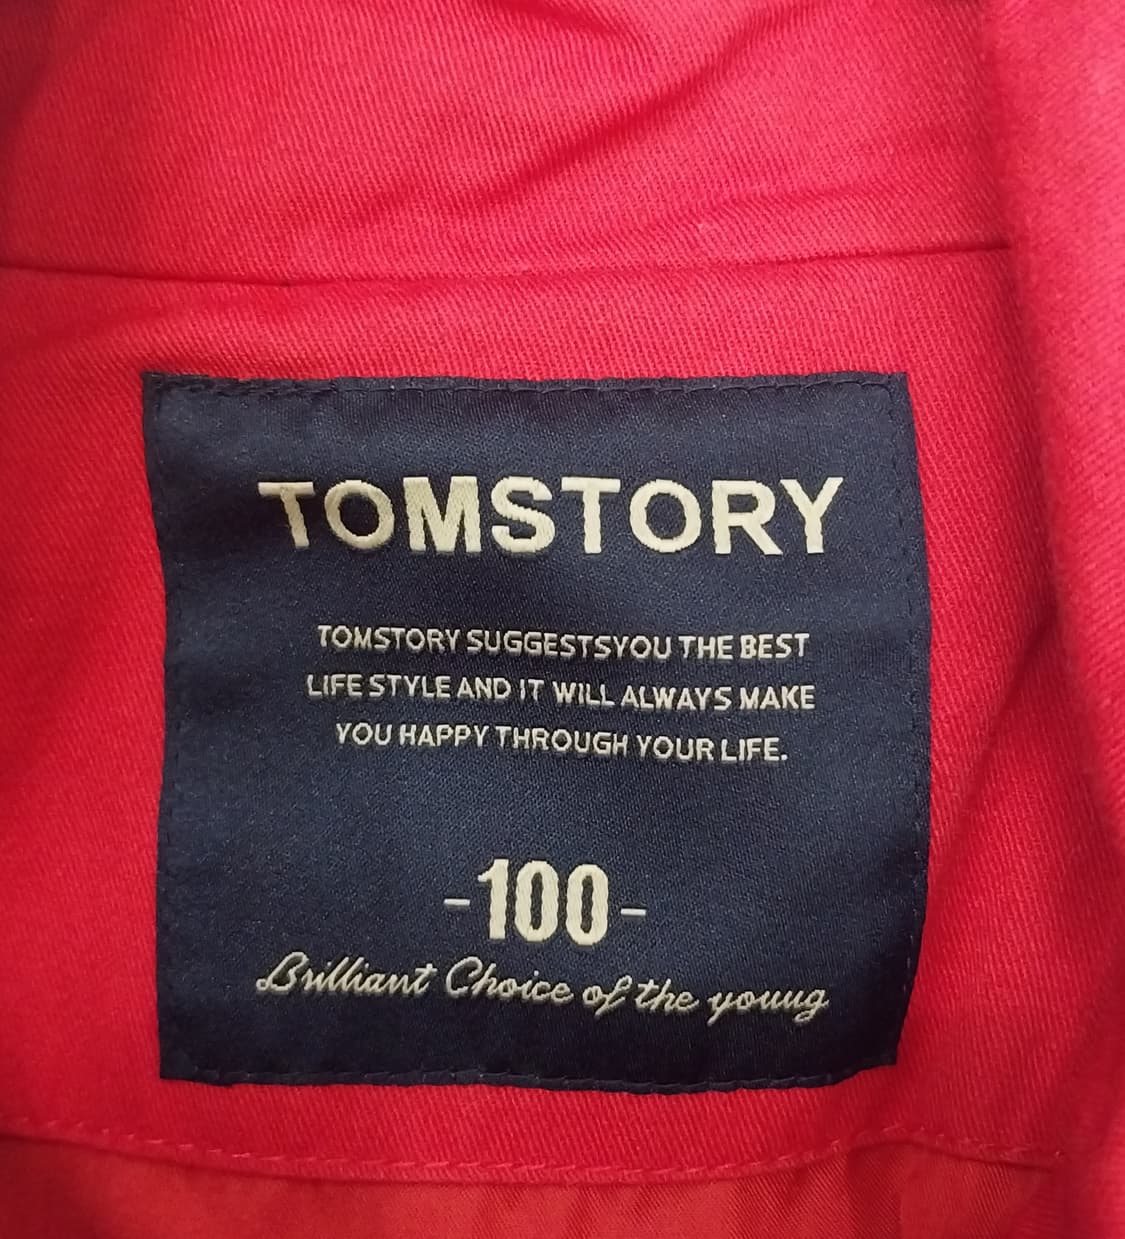 TOMSTORY
TOMSTORY SUGGESTSYOU THE BEST
LIFE STYLE AND IT WILL ALWAYS MAKE
YOU HAPPY THROUGH YOUR LIFE.
-100-
Brilliant Choice of the young